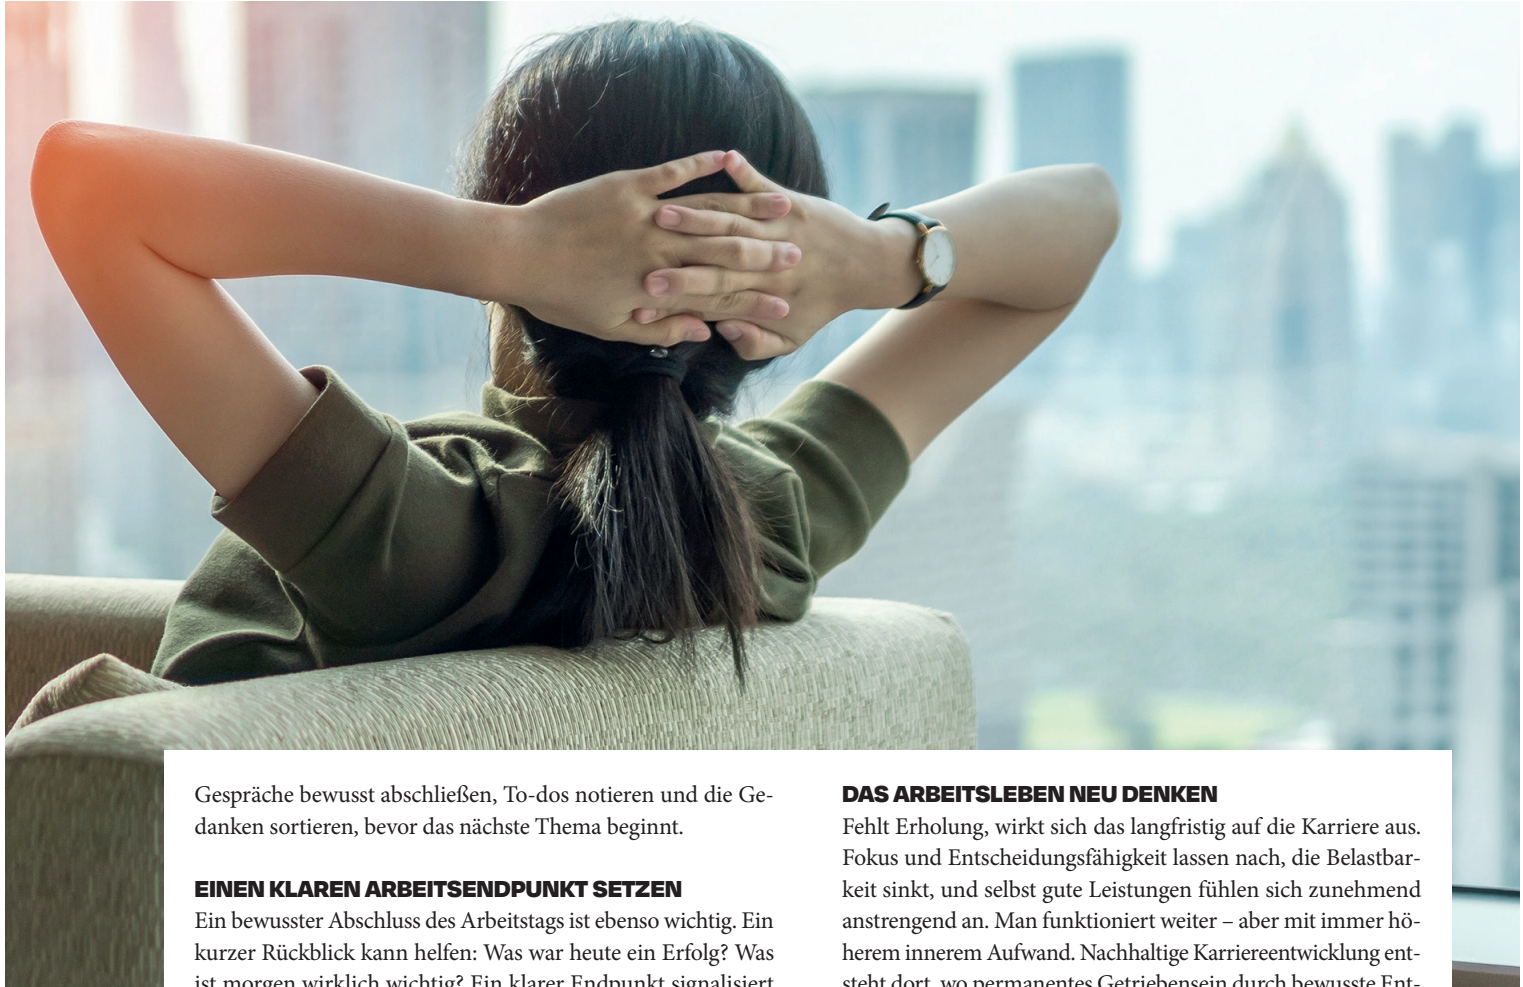 Gespräche bewusst abschließen, To-dos notieren und die Ge-
danken sortieren, bevor das nächste Thema beginnt.
EINEN KLAREN ARBEITSENDPUNKT SETZEN
Ein bewusster Abschluss des Arbeitstags ist ebenso wichtig. Ein
kurzer Rückblick kann helfen: Was war heute ein Erfolg? Was
ist morgen wirklich wichtig? Ein klarer Endpunkt signalisiert
DAS ARBEITSLEBEN NEU DENKEN
Fehlt Erholung, wirkt sich das langfristig auf die Karriere aus.
Fokus und Entscheidungsfähigkeit lassen nach, die Belastbar-
keit sinkt, und selbst gute Leistungen fühlen sich zunehmend
anstrengend an. Man funktioniert weiter – aber mit immer hö-
herem innerem Aufwand. Nachhaltige Karriereentwicklung ent-
steht dort, wo permanentes Getriebensein durch bewusste Ent-